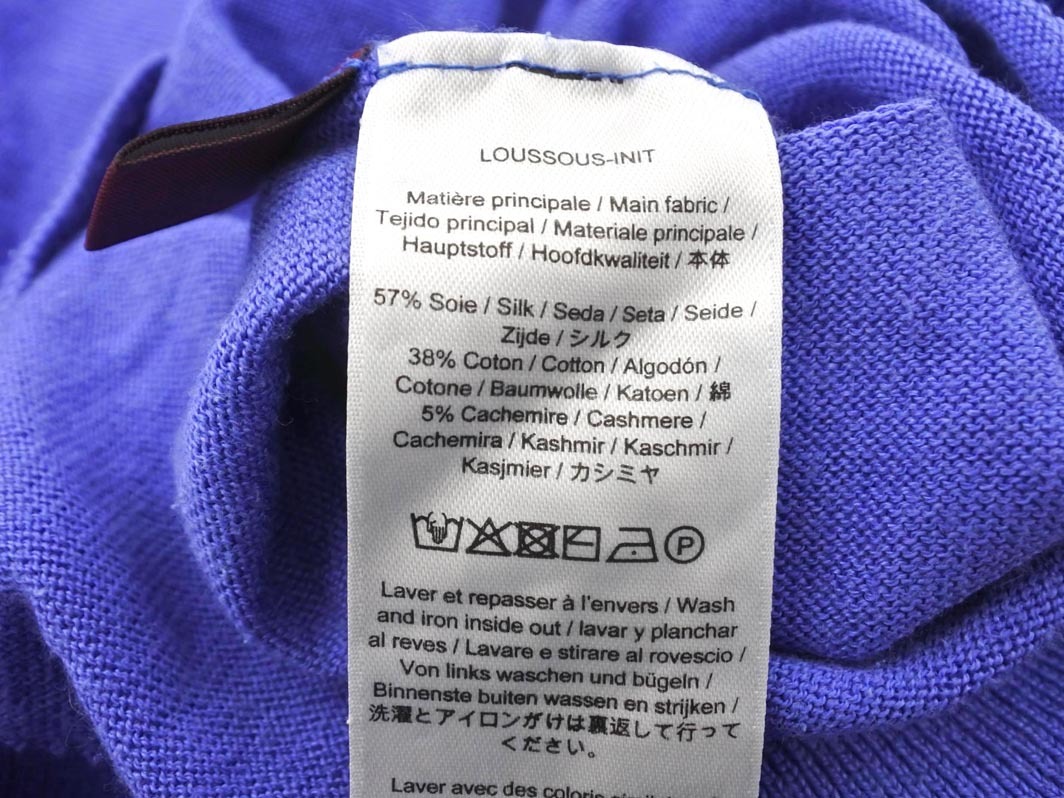 LOUSSOUS-INIT
Matière principale / Main fabric /
Tejido principal / Materiale principale /
Hauptstoff / Hoofdkwaliteit / 本体
57% Soie / Silk / Seda / Seta / Seide /
Zijde / シルク
38% Coton / Cotton / Algodón /
Cotone / Baumwolle / Katoen / 綿
5% Cachemire / Cashmere /
Cachemira / Kashmir / Kaschmir /
Kasjmier / カシミヤ
P
Laver et repasser à l'envers / Wash
and iron inside out / lavar y planchar
al reves / Lavare e stirare al rovescio /
Von links waschen und bügeln /
Binnenste buiten wassen en strijken /
洗濯とアイロンがけは裏返して行って
ください。
Laver avec des coloris